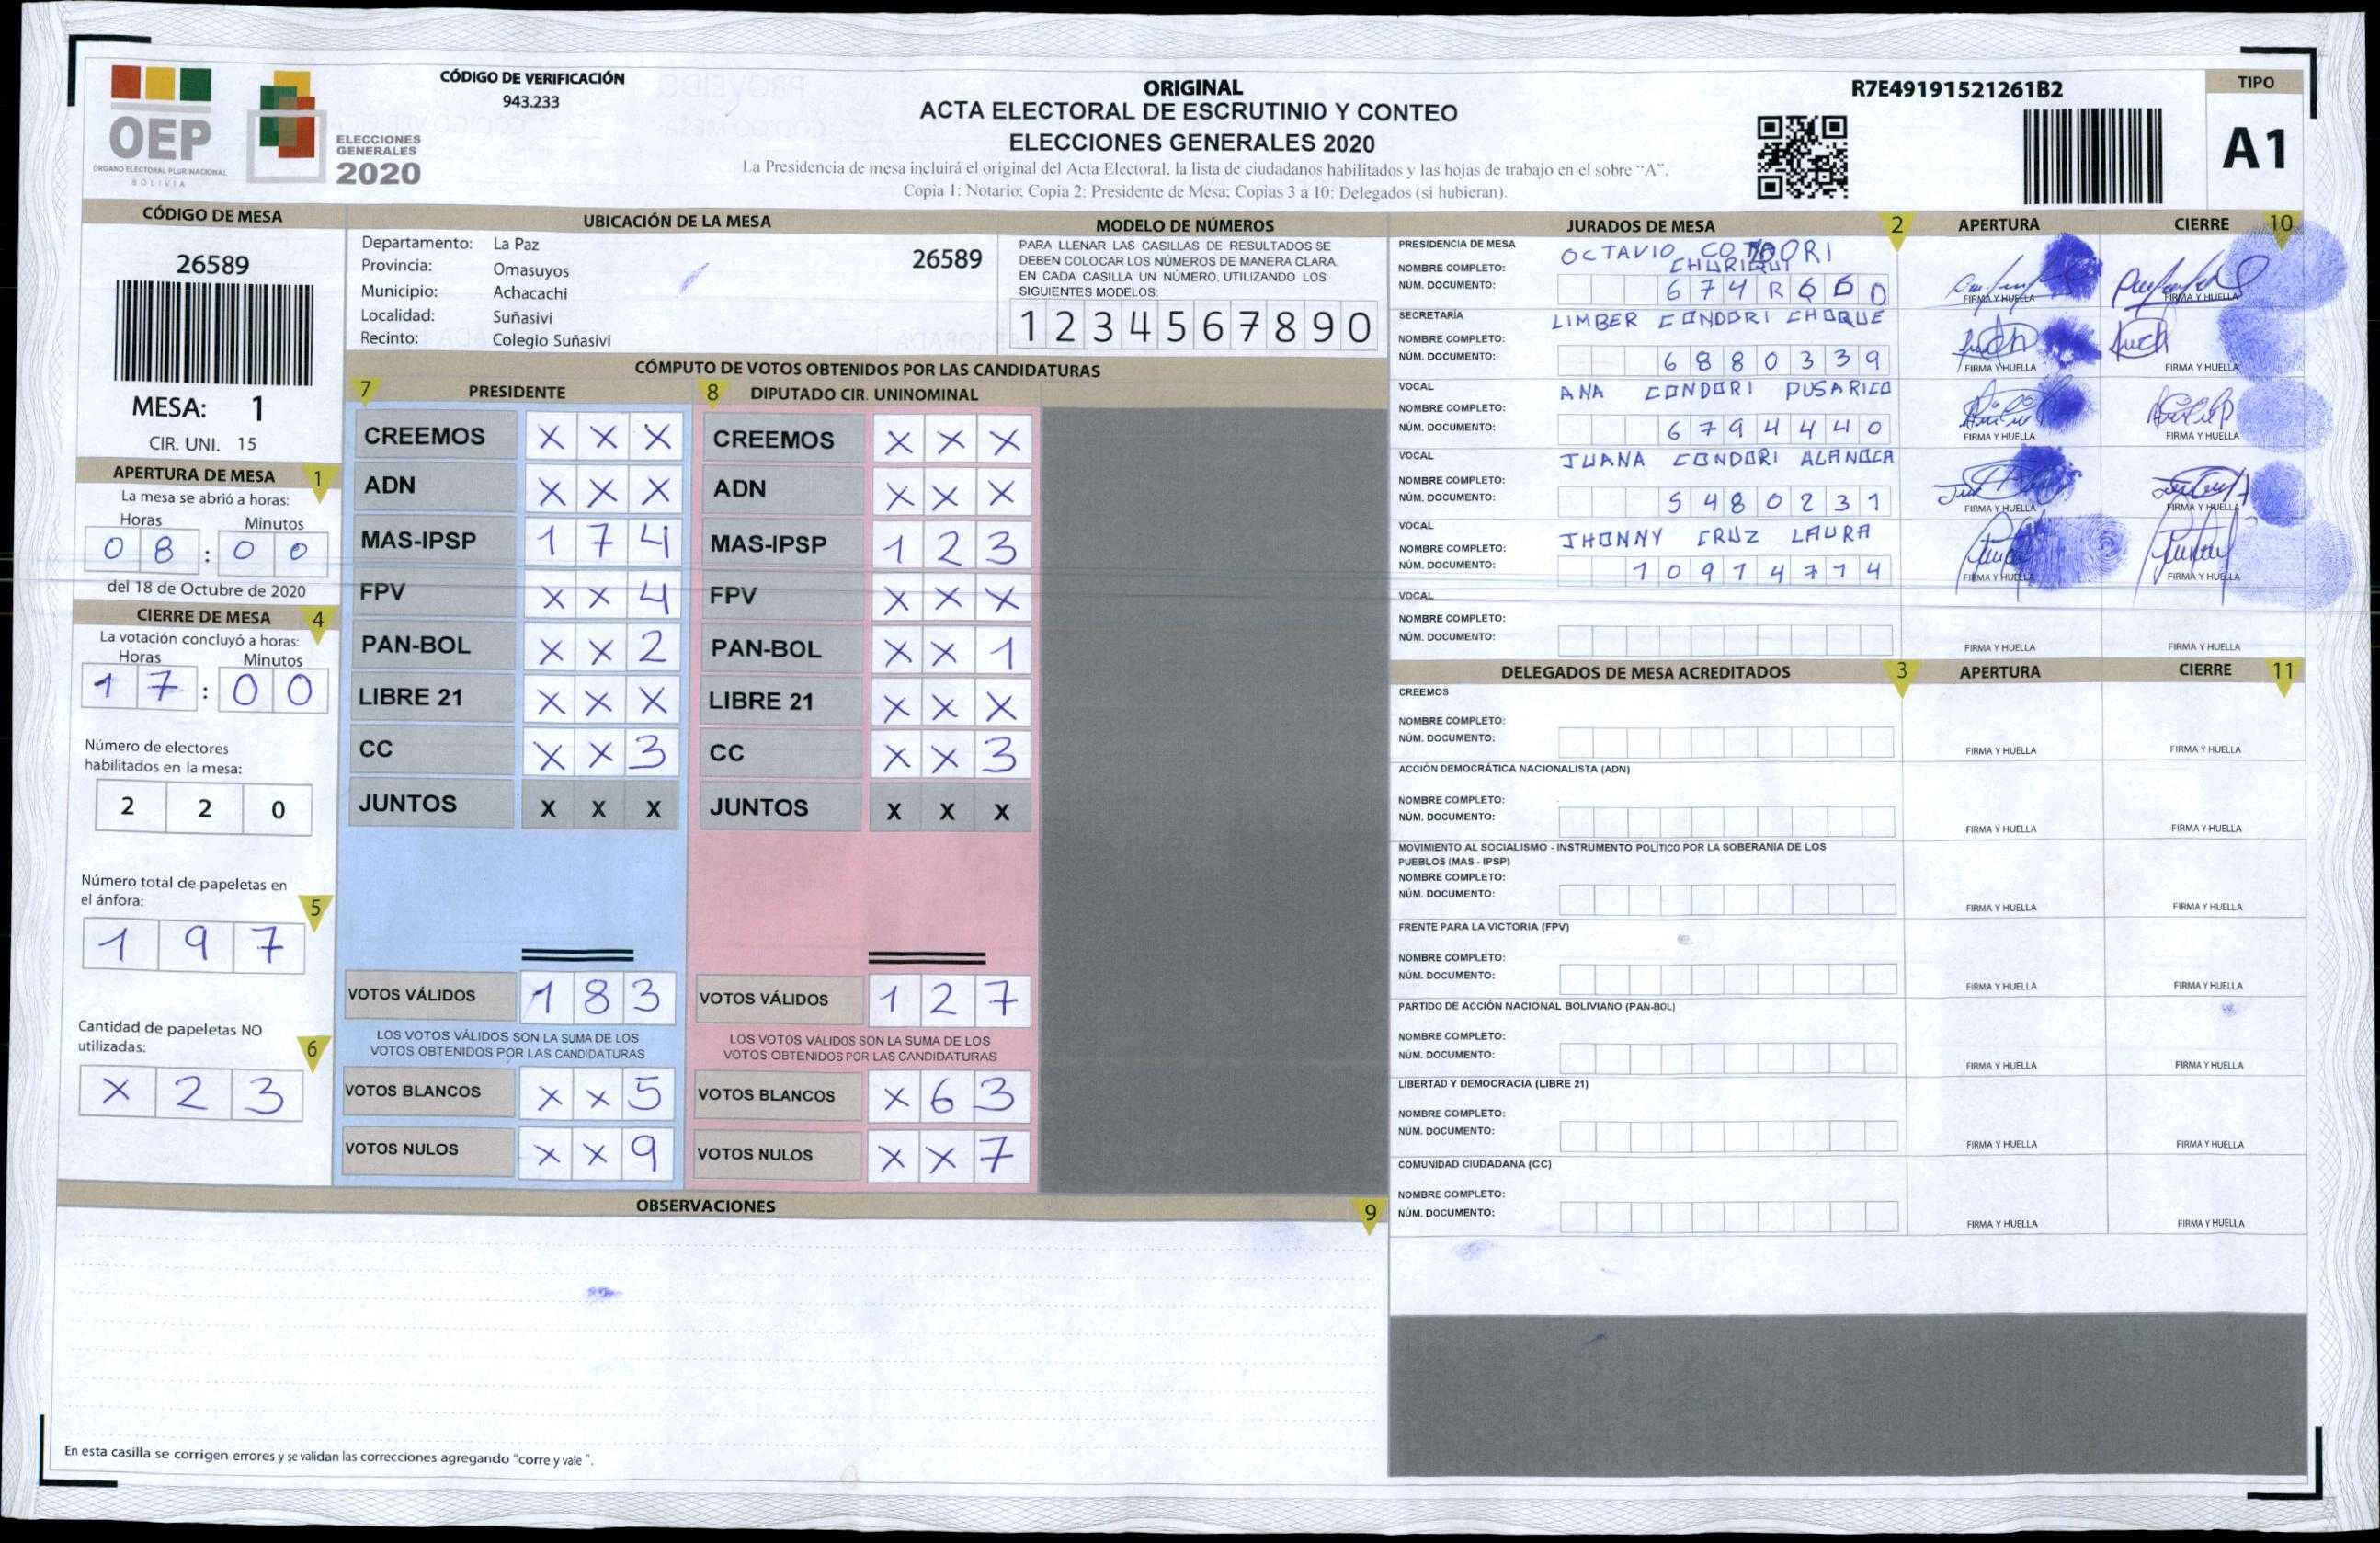 OEP
ÓRGANO ELECTORAL PLURINACIONAL
BOLIVIA
ELECCIONES
GENERALES
2020
CÓDIGO DE VERIFICACIÓN
943.233
ORIGINAL
ACTA ELECTORAL DE ESCRUTINIO Y CONTEO
ELECCIONES GENERALES 2020
La Presidencia de mesa incluirá el original del Acta Electoral, la lista de ciudadanos habilitados y las hojas de trabajo en el sobre "A".
Copia 1: Notario; Copia 2: Presidente de Mesa; Copias 3 a 10: Delegados (si hubieran).
R7E49191521261B2
TIPO
A1
CÓDIGO DE MESA
26589
MESA: 1
CIR. UNI. 15
APERTURA DE MESA 1
La mesa se abrió a horas:
Horas Minutos
0 8 : 0 0
del 18 de Octubre de 2020
CIERRE DE MESA 4
La votación concluyó a horas:
Horas Minutos
1 7 : 0 0
Número de electores
habilitados en la mesa:
2 2 0
Número total de papeletas en
el ánfora: 5
1 9 7
Cantidad de papeletas NO
utilizadas: 6
X 2 3
UBICACIÓN DE LA MESA
Departamento: La Paz
Provincia: Omasuyos
Municipio: Achacachi
Localidad: Suñasivi
Recinto: Colegio Suñasivi
26589
MODELO DE NÚMEROS
PARA LLENAR LAS CASILLAS DE RESULTADOS SE
DEBEN COLOCAR LOS NÚMEROS DE MANERA CLARA.
EN CADA CASILLA UN NÚMERO, UTILIZANDO LOS
SIGUIENTES MODELOS:
1 2 3 4 5 6 7 8 9 0
CÓMPUTO DE VOTOS OBTENIDOS POR LAS CANDIDATURAS
7 PRESIDENTE
CREEMOS X X X
ADN X X X
MAS-IPSP 1 7 4
FPV X X 4
PAN-BOL X X 2
LIBRE 21 X X X
CC X X 3
JUNTOS X X X
VOTOS VÁLIDOS 1 8 3
LOS VOTOS VÁLIDOS SON LA SUMA DE LOS
VOTOS OBTENIDOS POR LAS CANDIDATURAS
VOTOS BLANCOS X X 5
VOTOS NULOS X X 9
8 DIPUTADO CIR. UNINOMINAL
CREEMOS X X X
ADN X X X
MAS-IPSP 1 2 3
FPV X X X
PAN-BOL X X 1
LIBRE 21 X X X
CC X X 3
JUNTOS X X X
VOTOS VÁLIDOS 1 2 7
LOS VOTOS VÁLIDOS SON LA SUMA DE LOS
VOTOS OBTENIDOS POR LAS CANDIDATURAS
VOTOS BLANCOS X 6 3
VOTOS NULOS X X 7
OBSERVACIONES 9
En esta casilla se corrigen errores y se validan las correcciones agregando "corre y vale ".
JURADOS DE MESA 2 APERTURA CIERRE 10
PRESIDENCIA DE MESA
NOMBRE COMPLETO: OCTAVIO CONDORI
NÚM. DOCUMENTO:
FIRMA Y HUELLA FIRMA Y HUELLA
SECRETARÍA
NOMBRE COMPLETO: LIMBER CONDORI CHOQUE
NÚM. DOCUMENTO: 6 8 8 0 3 3 9
FIRMA Y HUELLA FIRMA Y HUELLA
VOCAL
NOMBRE COMPLETO: ANA CONDORI PUSARICO
NÚM. DOCUMENTO: 6 7 9 4 4 4 0
FIRMA Y HUELLA FIRMA Y HUELLA
VOCAL
NOMBRE COMPLETO: JUANA CONDORI ALANOCA
NÚM. DOCUMENTO: 5 4 8 0 2 3 1
FIRMA Y HUELLA FIRMA Y HUELLA
VOCAL
NOMBRE COMPLETO: JHONNY CRUZ LAURA
NÚM. DOCUMENTO: 1 0 9 1 4 7 1 4
FIRMA Y HUELLA FIRMA Y HUELLA
VOCAL
NOMBRE COMPLETO:
NÚM. DOCUMENTO:
FIRMA Y HUELLA FIRMA Y HUELLA
DELEGADOS DE MESA ACREDITADOS 3 APERTURA CIERRE 11
CREEMOS
NOMBRE COMPLETO:
NÚM. DOCUMENTO:
FIRMA Y HUELLA FIRMA Y HUELLA
ACCIÓN DEMOCRÁTICA NACIONALISTA (ADN)
NOMBRE COMPLETO:
NÚM. DOCUMENTO:
FIRMA Y HUELLA FIRMA Y HUELLA
MOVIMIENTO AL SOCIALISMO - INSTRUMENTO POLÍTICO POR LA SOBERANIA DE LOS
PUEBLOS (MAS - IPSP)
NOMBRE COMPLETO:
NÚM. DOCUMENTO:
FIRMA Y HUELLA FIRMA Y HUELLA
FRENTE PARA LA VICTORIA (FPV)
NOMBRE COMPLETO:
NÚM. DOCUMENTO:
FIRMA Y HUELLA FIRMA Y HUELLA
PARTIDO DE ACCIÓN NACIONAL BOLIVIANO (PAN-BOL)
NOMBRE COMPLETO:
NÚM. DOCUMENTO:
FIRMA Y HUELLA FIRMA Y HUELLA
LIBERTAD Y DEMOCRACIA (LIBRE 21)
NOMBRE COMPLETO:
NÚM. DOCUMENTO:
FIRMA Y HUELLA FIRMA Y HUELLA
COMUNIDAD CIUDADANA (CC)
NOMBRE COMPLETO:
NÚM. DOCUMENTO:
FIRMA Y HUELLA FIRMA Y HUELLA